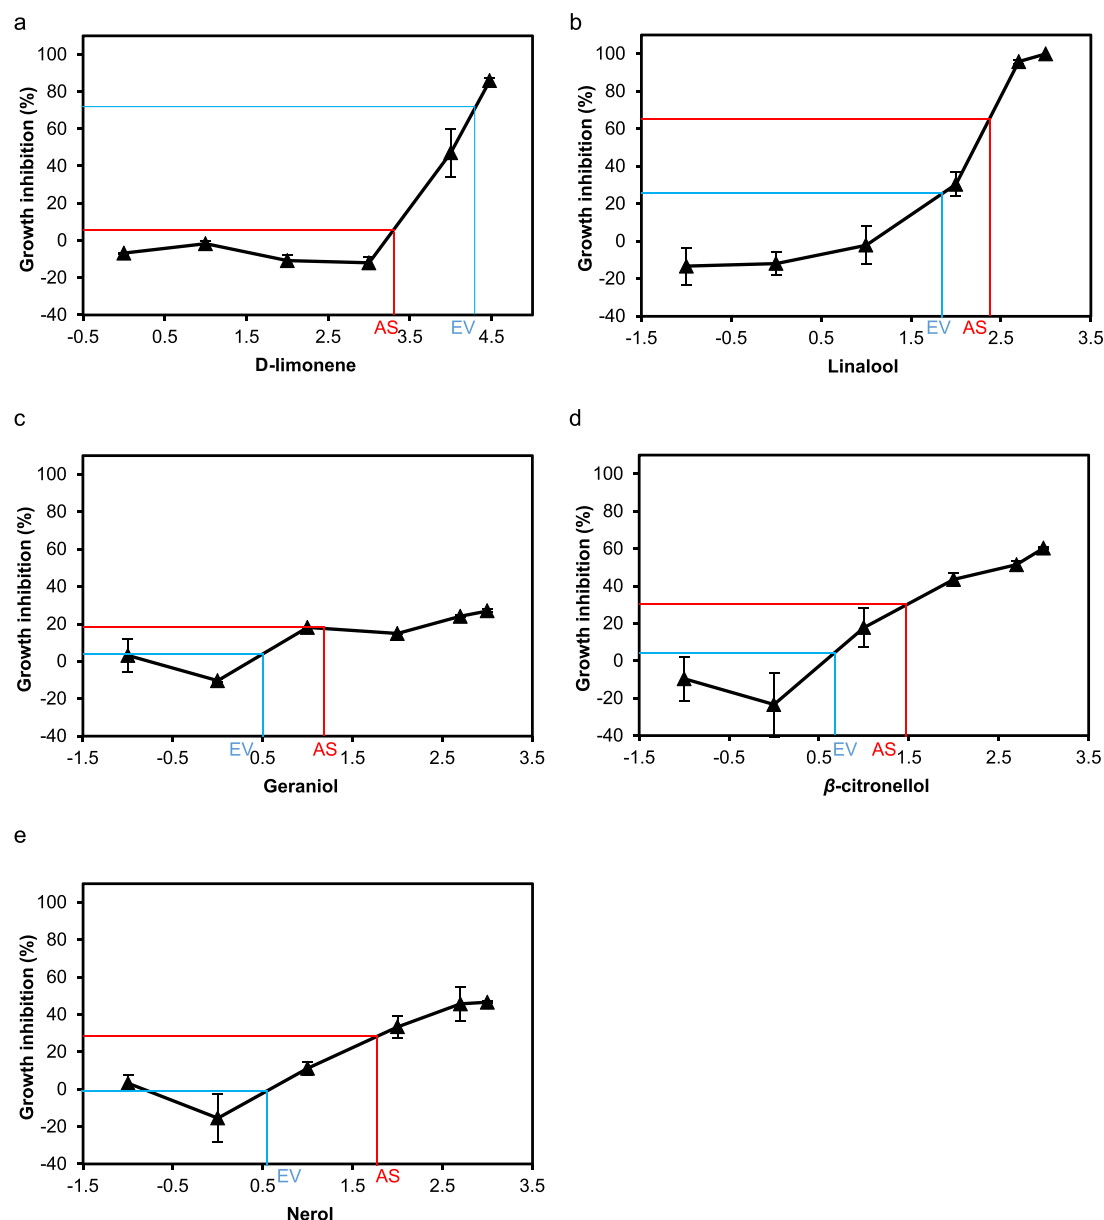 a
Growth inhibition (%)
100
80
60
40
20
0
-20
-40
-0.5 0.5 1.5 2.5 3.5 4.5
AS EV
D-limonene
b
Growth inhibition (%)
100
80
60
40
20
0
-20
-40
-1.5 -0.5 0.5 1.5 2.5 3.5
EV AS
Linalool
c
Growth inhibition (%)
100
80
60
40
20
0
-20
-40
-1.5 -0.5 0.5 1.5 2.5 3.5
EV AS
Geraniol
d
Growth inhibition (%)
100
80
60
40
20
0
-20
-40
-1.5 -0.5 0.5 1.5 2.5 3.5
EV AS
β-citronellol
e
Growth inhibition (%)
100
80
60
40
20
0
-20
-40
-1.5 -0.5 0.5 1.5 2.5 3.5
EV AS
Nerol